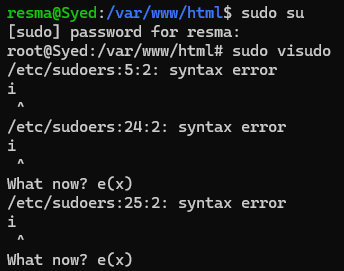 resma@Syed:/var/www/html$ sudo su
[sudo] password for resma:
root@Syed:/var/www/html# sudo visudo
/etc/sudoers:5:2: syntax error
i
 ^
/etc/sudoers:24:2: syntax error
i
 ^
What now? e(x)
/etc/sudoers:25:2: syntax error
i
 ^
What now? e(x)